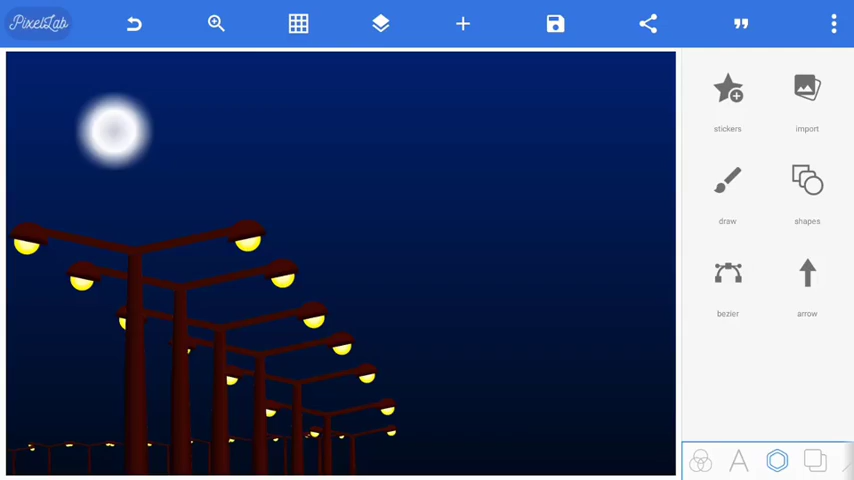 PixelLab
stickers
import
draw
shapes
bezier
arrow